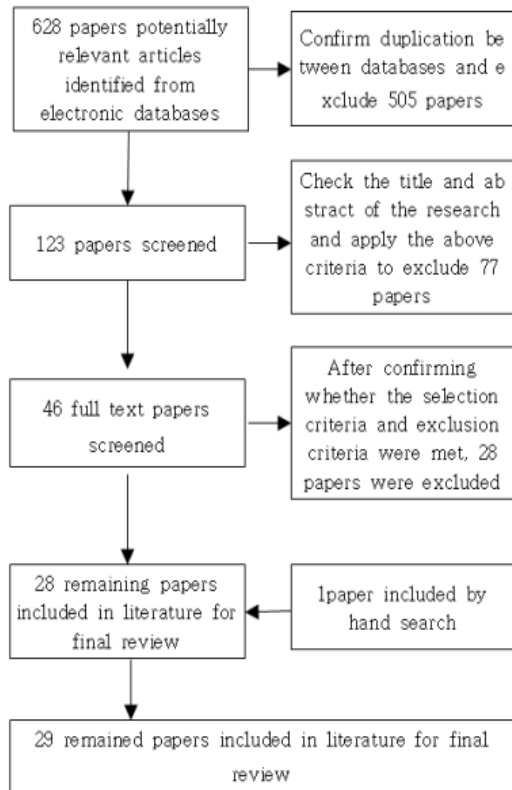 628 papers potentially
relevant articles
identified from
electronic databases
Confirm duplication be
tween databases and e
xclude 505 papers
123 papers screened
Check the title and ab
stract of the research
and apply the above
criteria to exclude 77
papers
46 full text papers
screened
After confirming
whether the selection
criteria and exclusion
criteria were met, 28
papers were excluded
28 remaining papers
included in literature for
final review
1paper included by
hand search
29 remained papers included in literature for final
review